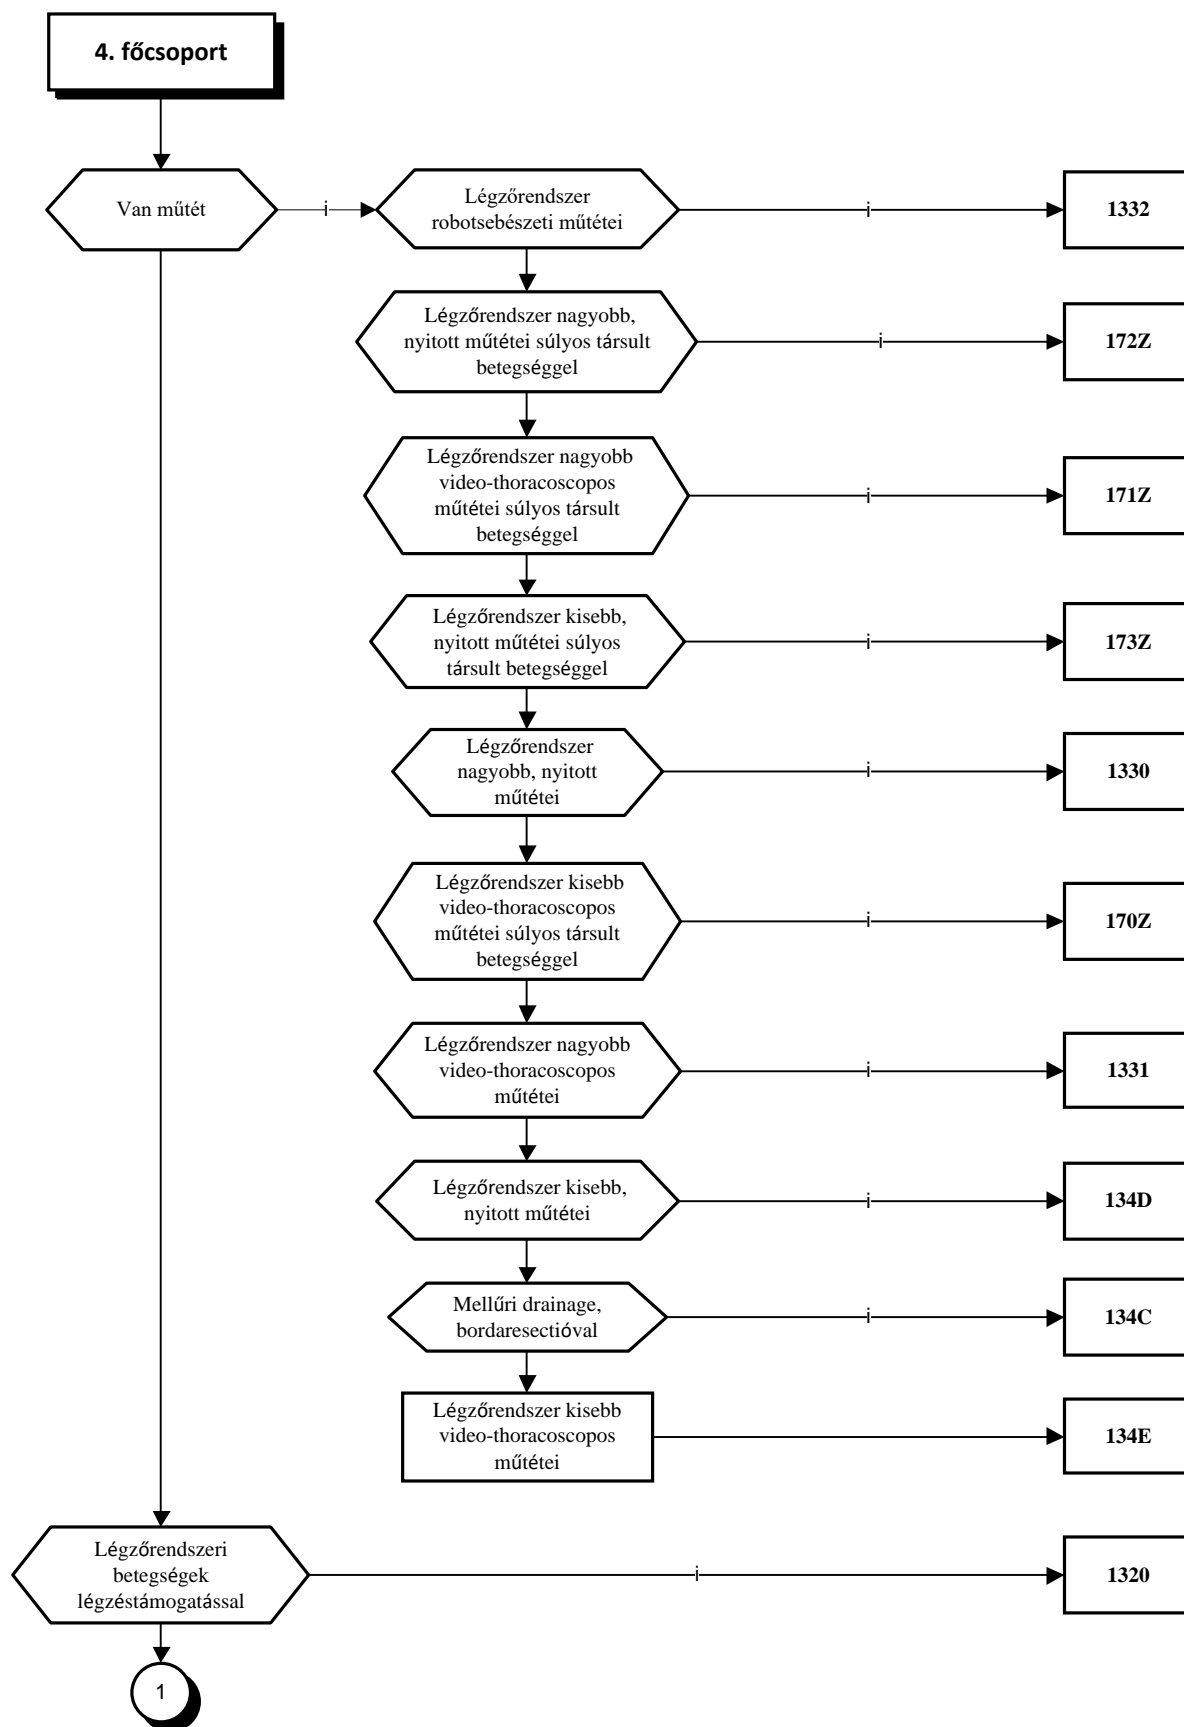 4. főcsoport
Van műtét
i
Légzőrendszer
robotsebészeti műtétei
i
1332
Légzőrendszer nagyobb,
nyitott műtétei súlyos társult
betegséggel
i
172Z
Légzőrendszer nagyobb
video-thoracoscopos
műtétei súlyos társult
betegséggel
i
171Z
Légzőrendszer kisebb,
nyitott műtétei súlyos
társult betegséggel
i
173Z
Légzőrendszer
nagyobb, nyitott
műtétei
i
1330
Légzőrendszer kisebb
video-thoracoscopos
műtétei súlyos társult
betegséggel
i
170Z
Légzőrendszer nagyobb
video-thoracoscopos
műtétei
i
1331
Légzőrendszer kisebb,
nyitott műtétei
i
134D
Mellűri drainage,
bordaresectióval
i
134C
Légzőrendszer kisebb
video-thoracoscopos
műtétei
134E
Légzőrendszeri
betegségek
légzéstámogatással
i
1320
1